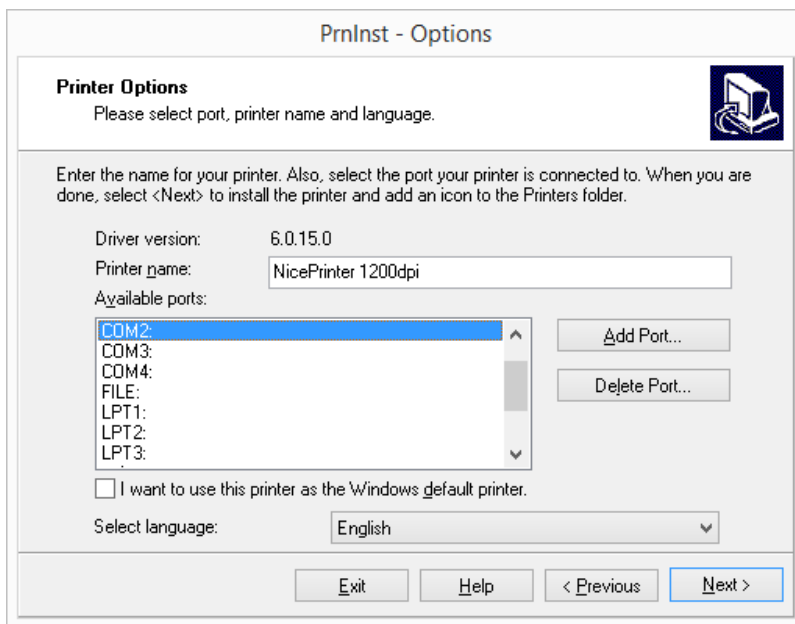 PrnInst - Options
Printer Options
Please select port, printer name and language.
Enter the name for your printer. Also, select the port your printer is connected to. When you are
done, select <Next> to install the printer and add an icon to the Printers folder.
Driver version: 6.0.15.0
Printer name: NicePrinter 1200dpi
Available ports:
COM2:
COM3:
COM4:
FILE:
LPT1:
LPT2:
LPT3:
Add Port...
Delete Port...
I want to use this printer as the Windows default printer.
Select language: English
Exit Help < Previous Next >